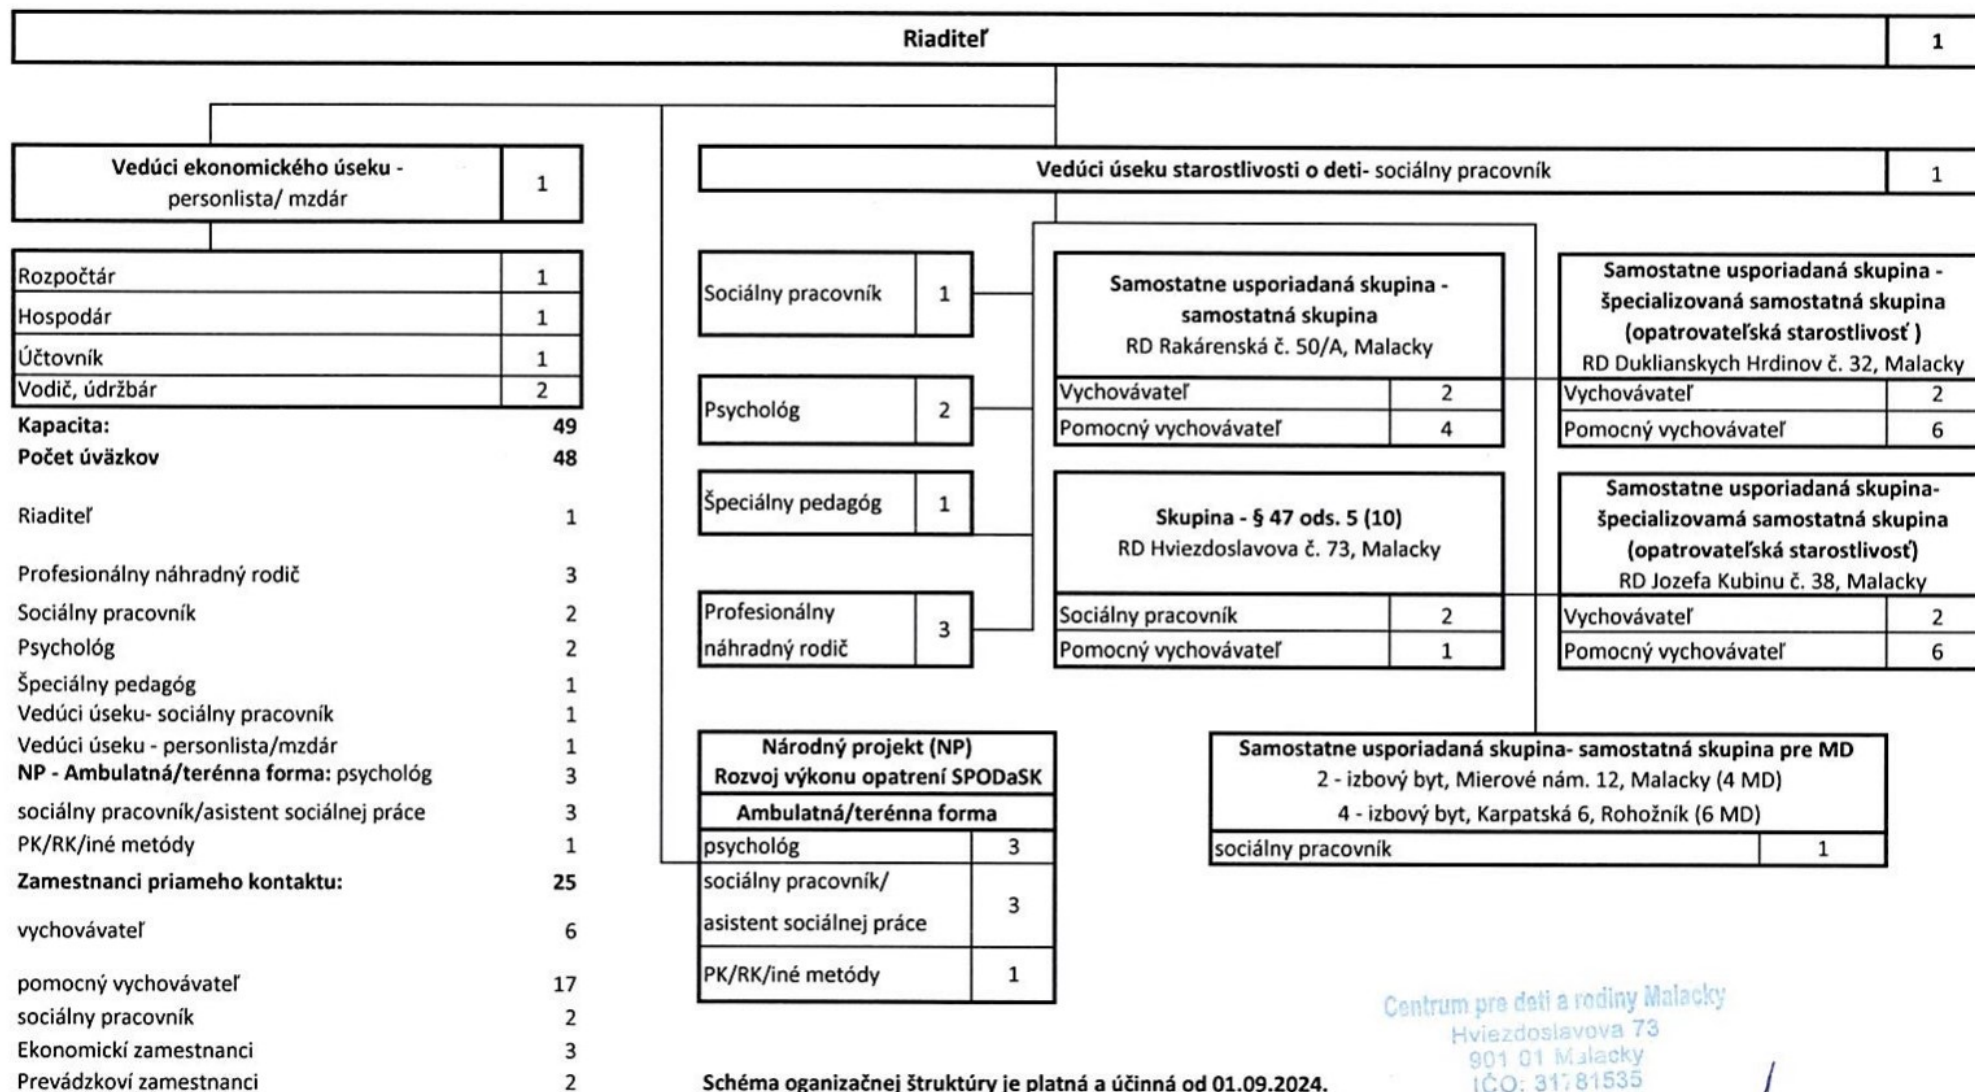 Riaditeľ 1
Vedúci ekonomického úseku -
personlista/ mzdár 1
Rozpočtár 1
Hospodár 1
Účtovník 1
Vodič, údržbár 2
Kapacita: 49
Počet úväzkov 48
Riaditeľ 1
Profesionálny náhradný rodič 3
Sociálny pracovník 2
Psychológ 2
Špeciálny pedagóg 1
Vedúci úseku- sociálny pracovník 1
Vedúci úseku - personlista/mzdár 1
NP - Ambulatná/terénna forma: psychológ 3
sociálny pracovník/asistent sociálnej práce 3
PK/RK/iné metódy 1
Zamestnanci priameho kontaktu: 25
vychovávateľ 6
pomocný vychovávateľ 17
sociálny pracovník 2
Ekonomickí zamestnanci 3
Prevádzkoví zamestnanci 2
Vedúci úseku starostlivosti o deti- sociálny pracovník 1
Sociálny pracovník 1
Psychológ 2
Špeciálny pedagóg 1
Profesionálny
náhradný rodič 3
Samostatne usporiadaná skupina -
samostatná skupina
RD Rakárenská č. 50/A, Malacky
Vychovávateľ 2
Pomocný vychovávateľ 4
Samostatne usporiadaná skupina -
špecializovaná samostatná skupina
(opatrovateľská starostlivosť )
RD Duklianskych Hrdinov č. 32, Malacky
Vychovávateľ 2
Pomocný vychovávateľ 6
Skupina - § 47 ods. 5 (10)
RD Hviezdoslavova č. 73, Malacky
Sociálny pracovník 2
Pomocný vychovávateľ 1
Samostatne usporiadaná skupina-
špecializovamá samostatná skupina
(opatrovateľská starostlivosť)
RD Jozefa Kubinu č. 38, Malacky
Vychovávateľ 2
Pomocný vychovávateľ 6
Národný projekt (NP)
Rozvoj výkonu opatrení SPODaSK
Ambulatná/terénna forma
psychológ 3
sociálny pracovník/
asistent sociálnej práce 3
PK/RK/iné metódy 1
Samostatne usporiadaná skupina- samostatná skupina pre MD
2 - izbový byt, Mierové nám. 12, Malacky (4 MD)
4 - izbový byt, Karpatská 6, Rohožník (6 MD)
sociálny pracovník 1
Centrum pre deti a rodiny Malacky
Hviezdoslavova 73
901 01 Malacky
IČO: 31781535
Schéma oganizačnej štruktúry je platná a účinná od 01.09.2024.